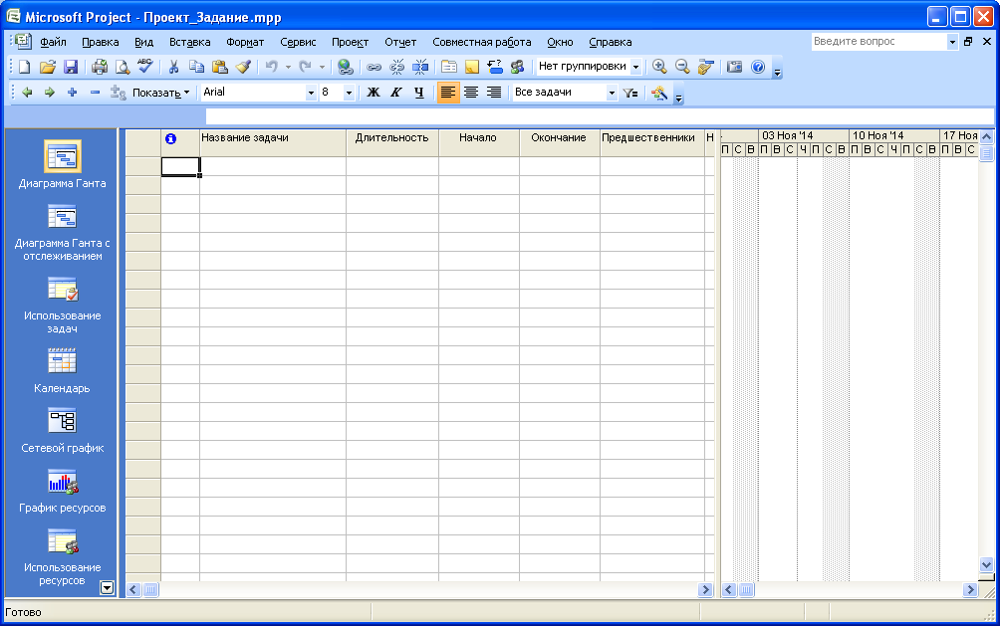 Microsoft Project - Проект_Задание.mpp
Файл Правка Вид Вставка Формат Сервис Проект Отчет Совместная работа Окно Справка Введите вопрос
Нет группировки
Показать Arial 8 Ж К Ч Все задачи
Название задачи Длительность Начало Окончание Предшественники Н
03 Ноя '14 10 Ноя '14 17 Ноя
П С В П В С Ч П С В П В С Ч П С В П В С
Диаграмма Ганта
Диаграмма Ганта с
отслеживанием
Использование
задач
Календарь
Сетевой график
График ресурсов
Использование
ресурсов
Готово